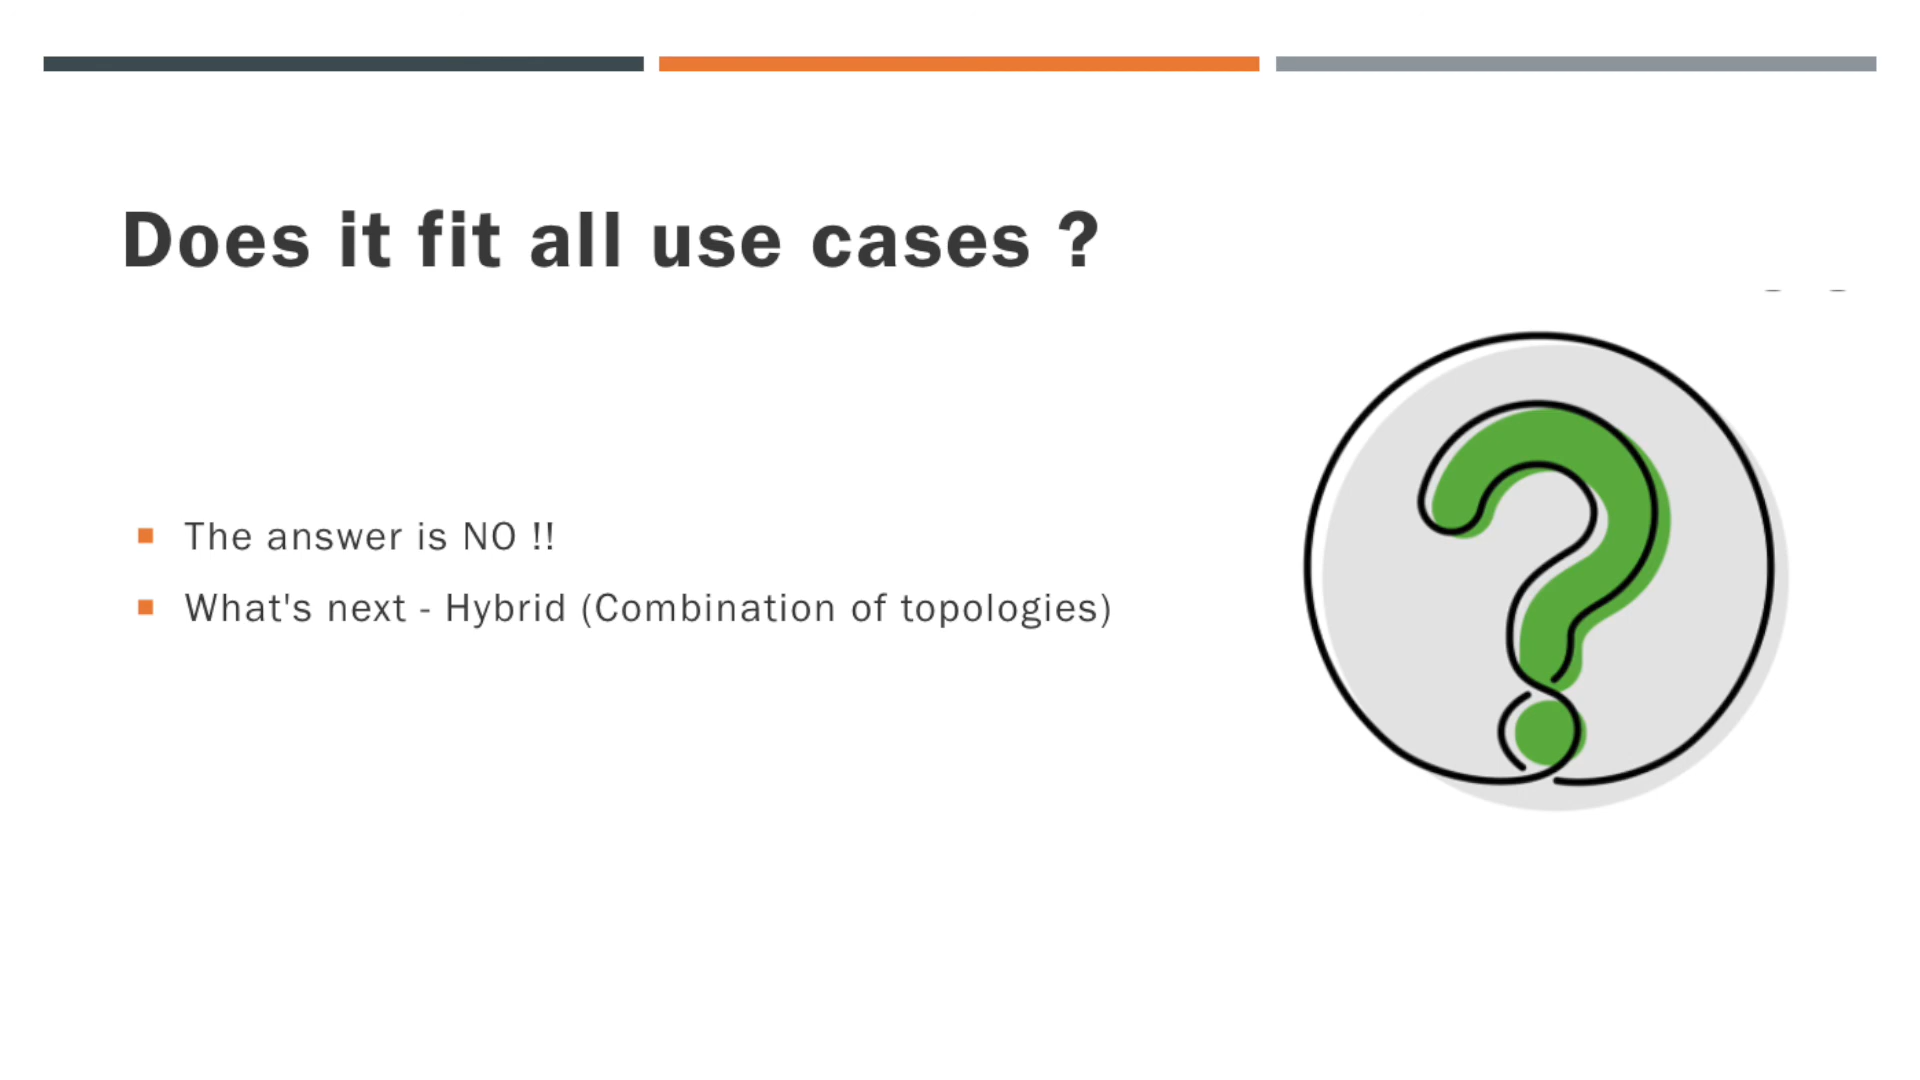 Does it fit all use cases ?
The answer is NO !!
What's next - Hybrid (Combination of topologies)